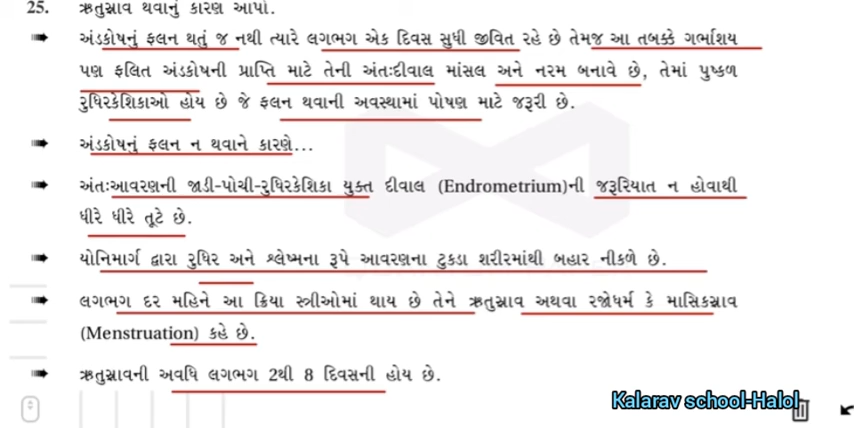 25. ઋતુસ્રાવ થવાનું કારણ આપો.
➠ અંડકોષનું ફલન થતું જ નથી ત્યારે લગભગ એક દિવસ સુધી જીવિત રહે છે તેમજ આ તબક્કે ગર્ભાશય
પણ ફલિત અંડકોષની પ્રાપ્તિ માટે તેની અંતઃદીવાલ માંસલ અને નરમ બનાવે છે, તેમાં પુષ્કળ
રુધિરકેશિકાઓ હોય છે જે ફલન થવાની અવસ્થામાં પોષણ માટે જરૂરી છે.
➠ અંડકોષનું ફલન ન થવાને કારણે...
➠ અંતઃઆવરણની જાડી-પોચી-રુધિરકેશિકા યુક્ત દીવાલ (Endrometrium)ની જરૂરિયાત ન હોવાથી
ધીરે ધીરે તૂટે છે.
➠ યોનિમાર્ગ દ્વારા રુધિર અને શ્લેષ્મના રૂપે આવરણના ટુકડા શરીરમાંથી બહાર નીકળે છે.
➠ લગભગ દર મહિને આ ક્રિયા સ્ત્રીઓમાં થાય છે તેને ઋતુસ્રાવ અથવા રજોધર્મ કે માસિકસ્રાવ
(Menstruation) કહે છે.
➠ ઋતુસ્રાવની અવધિ લગભગ 2થી 8 દિવસની હોય છે.
Kalarav school-Halol